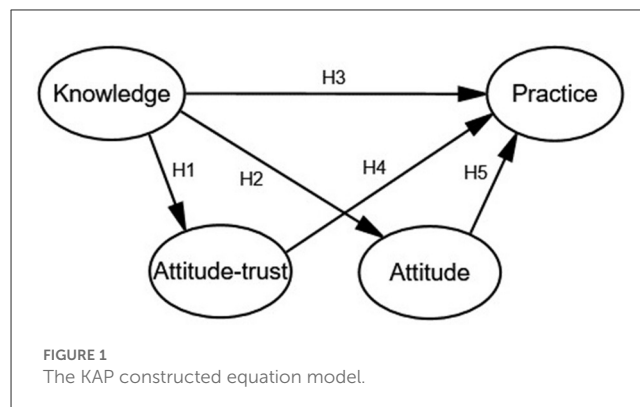 Knowledge
H3
Practice
H1
H2
H4
H5
Attitude-trust
Attitude
FIGURE 1
The KAP constructed equation model.